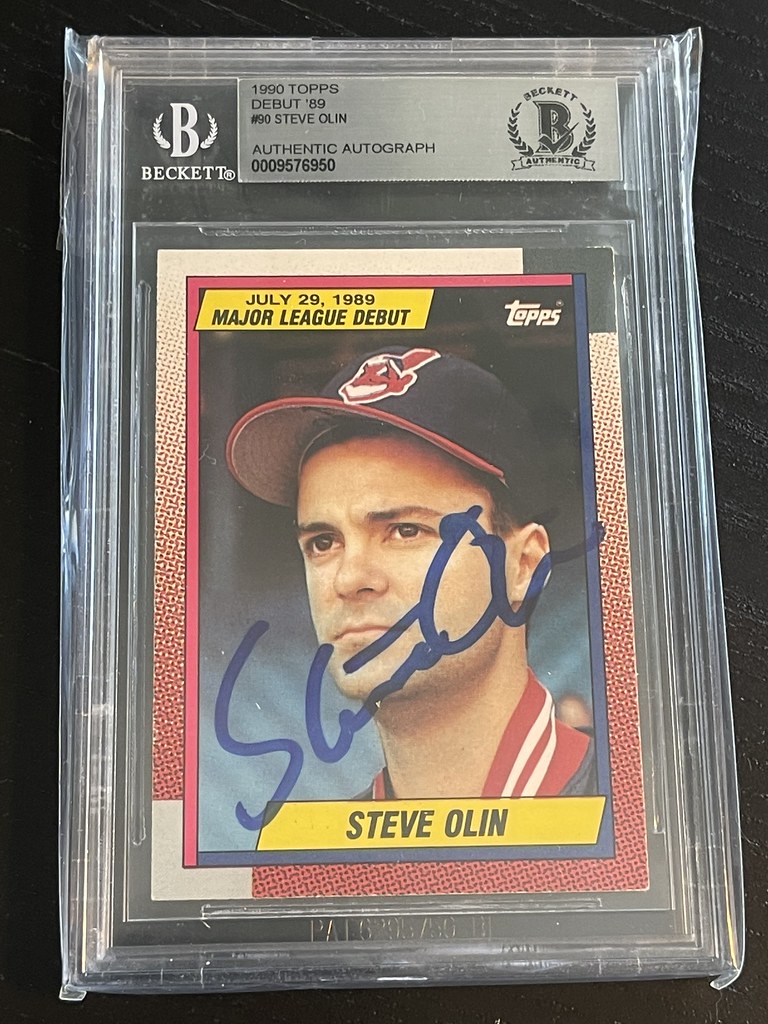 1990 TOPPS
DEBUT '89
#90 STEVE OLIN
AUTHENTIC AUTOGRAPH
0009576950
B
BECKETT®
BECKETT
B
AUTHENTIC
JULY 29, 1989
MAJOR LEAGUE DEBUT
TOPPS®
STEVE OLIN